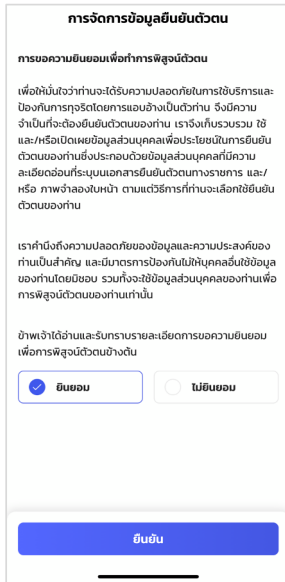 การจัดการข้อมูลยืนยันตัวตน
การขอความยินยอมเพื่อทำการพิสูจน์ตัวตน
เพื่อให้มั่นใจว่าท่านจะได้รับความปลอดภัยในการใช้บริการและ
ป้องกันการทุจริตโดยการแอบอ้างเป็นตัวท่าน จึงมีความ
จำเป็นที่จะต้องยืนยันตัวตนของท่าน เราจึงเก็บรวบรวม ใช้
และ/หรือเปิดเผยข้อมูลส่วนบุคคลเพื่อประโยชน์ในการยืนยัน
ตัวตนของท่านซึ่งประกอบด้วยข้อมูลส่วนบุคคลที่มีความ
ละเอียดอ่อนที่ระบุบนเอกสารยืนยันตัวตนทางราชการ และ/
หรือ ภาพจำลองใบหน้า ตามแต่วิธีการที่ท่านจะเลือกใช้ยืนยัน
ตัวตนของท่าน
เราคำนึงถึงความปลอดภัยของข้อมูลและความประสงค์ของ
ท่านเป็นสำคัญ และมีมาตรการป้องกันไม่ให้บุคคลอื่นใช้ข้อมูล
ของท่านโดยมิชอบ รวมทั้งจะใช้ข้อมูลส่วนบุคคลของท่านเพื่อ
การพิสูจน์ตัวตนของท่านเท่านั้น
ข้าพเจ้าได้อ่านและรับทราบรายละเอียดการขอความยินยอม
เพื่อการพิสูจน์ตัวตนข้างต้น
ยินยอม
ไม่ยินยอม
ยืนยัน